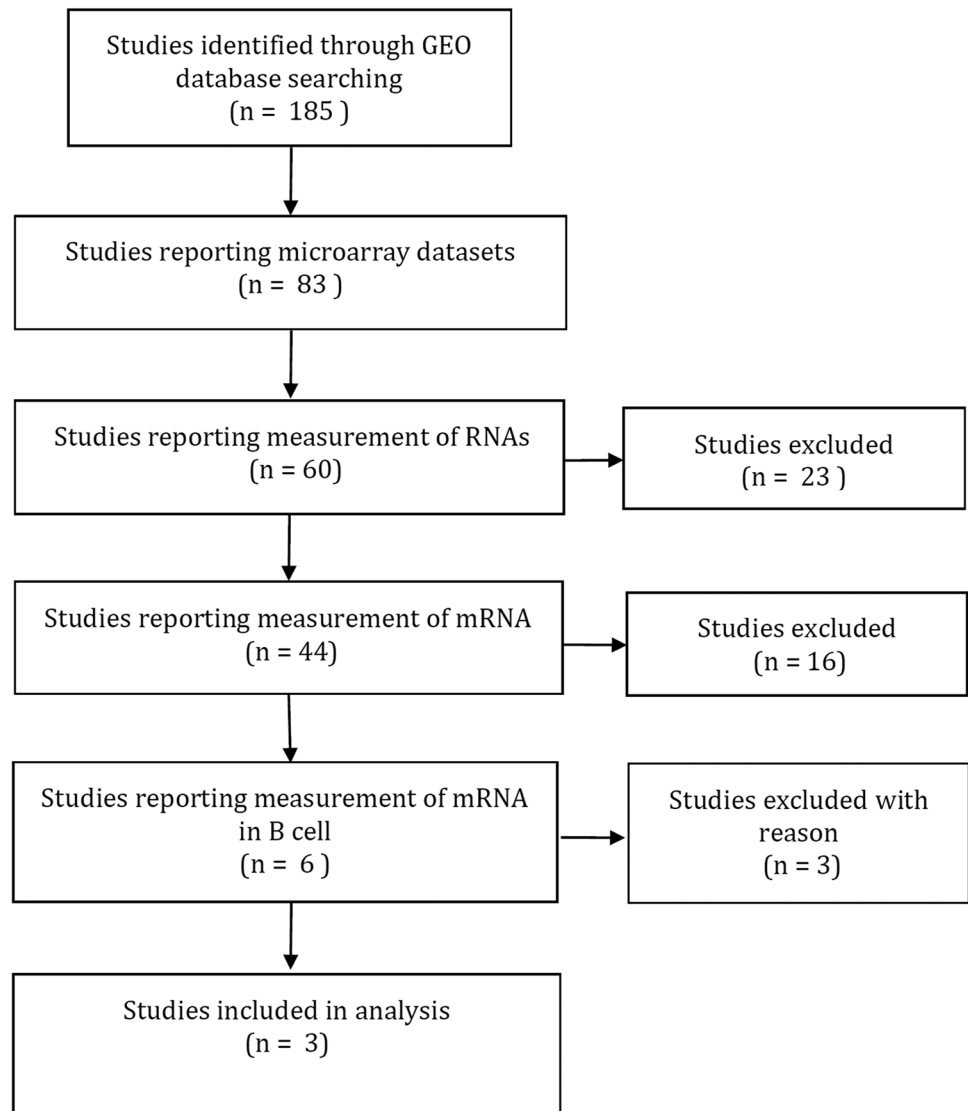 Studies identified through GEO
database searching
(n = 185 )
Studies reporting microarray datasets
(n = 83 )
Studies reporting measurement of RNAs
(n = 60)
Studies excluded
(n = 23 )
Studies reporting measurement of mRNA
(n = 44)
Studies excluded
(n = 16)
Studies reporting measurement of mRNA
in B cell
(n = 6 )
Studies excluded with
reason
(n = 3)
Studies included in analysis
(n = 3)